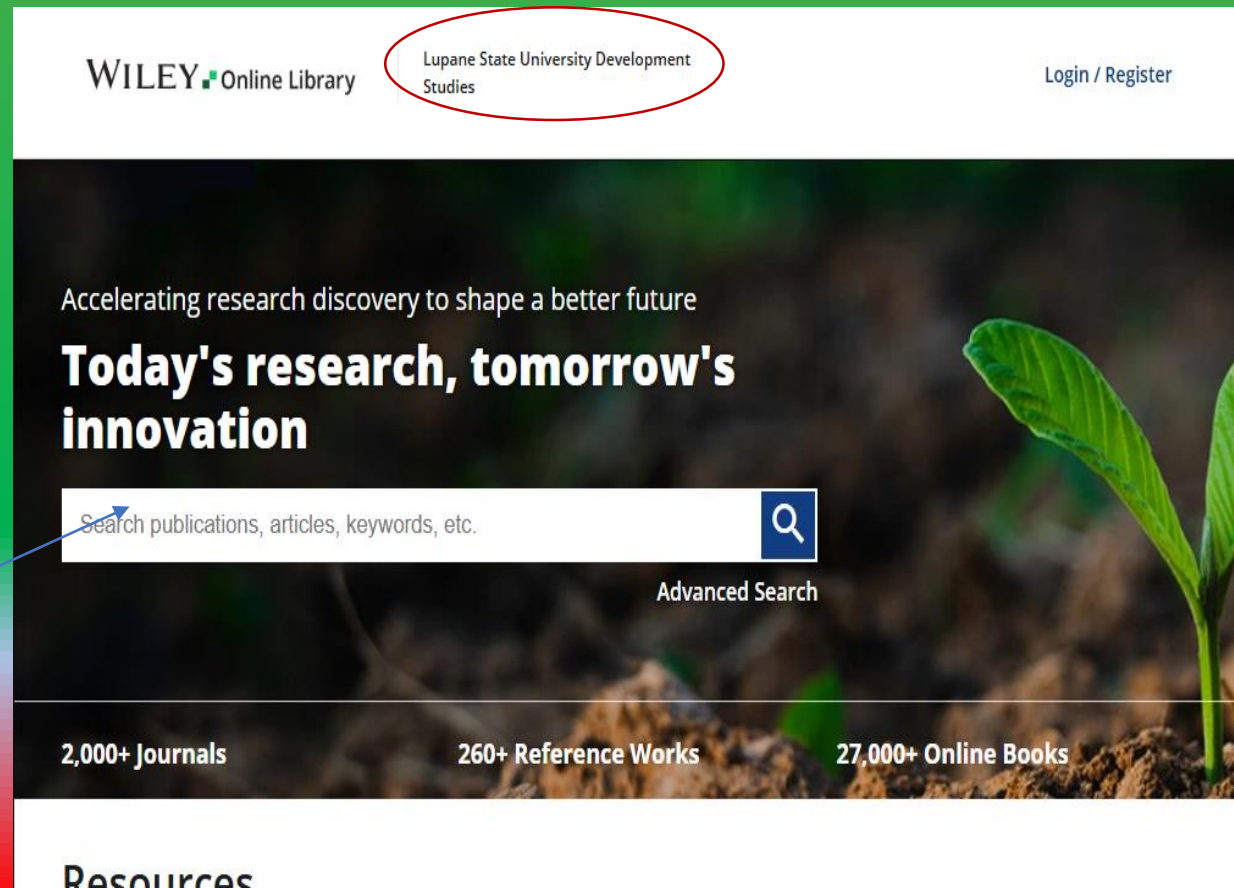 WILEY Online Library
Lupane State University Development
Studies
Login / Register
Accelerating research discovery to shape a better future
Today's research, tomorrow's
innovation
Search publications, articles, keywords, etc.
Advanced Search
2,000+ Journals
260+ Reference Works
27,000+ Online Books
Resources